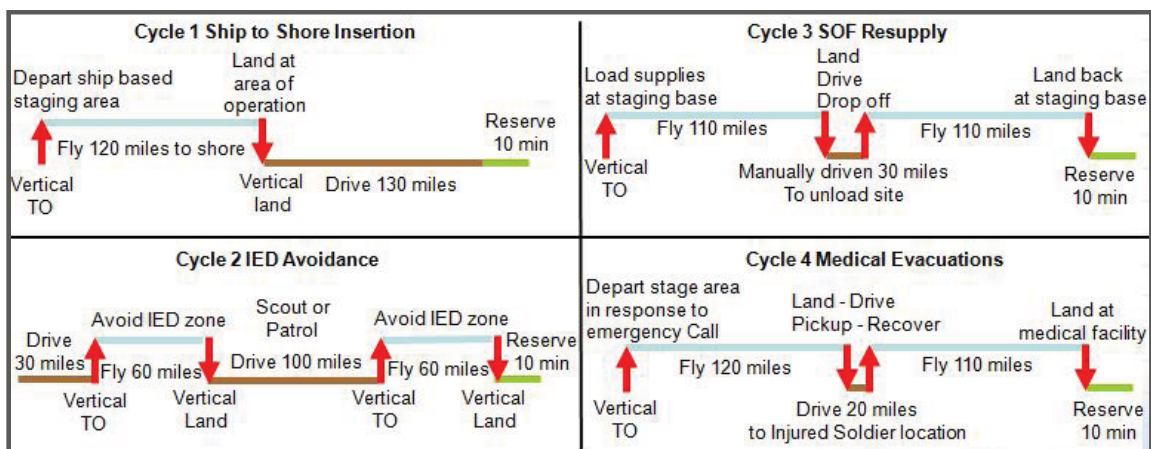 Cycle 1 Ship to Shore Insertion
Depart ship based
staging area
Land at
area of
operation
Fly 120 miles to shore
Reserve
10 min
Vertical
TO
Vertical
land
Drive 130 miles
Cycle 3 SOF Resupply
Load supplies
at staging base
Land
Drive
Drop off
Land back
at staging base
Fly 110 miles
Fly 110 miles
Vertical
TO
Manually driven 30 miles
To unload site
Reserve
10 min
Cycle 2 IED Avoidance
Drive
30 miles
Avoid IED zone
Scout or
Patrol
Avoid IED zone
Reserve
10 min
Fly 60 miles
Drive 100 miles
Fly 60 miles
Vertical
TO
Vertical
Land
Vertical
TO
Vertical
Land
Cycle 4 Medical Evacuations
Depart stage area
in response to
emergency Call
Land - Drive
Pickup - Recover
Land at
medical facility
Fly 120 miles
Fly 110 miles
Vertical
TO
Drive 20 miles
to Injured Soldier location
Reserve
10 min